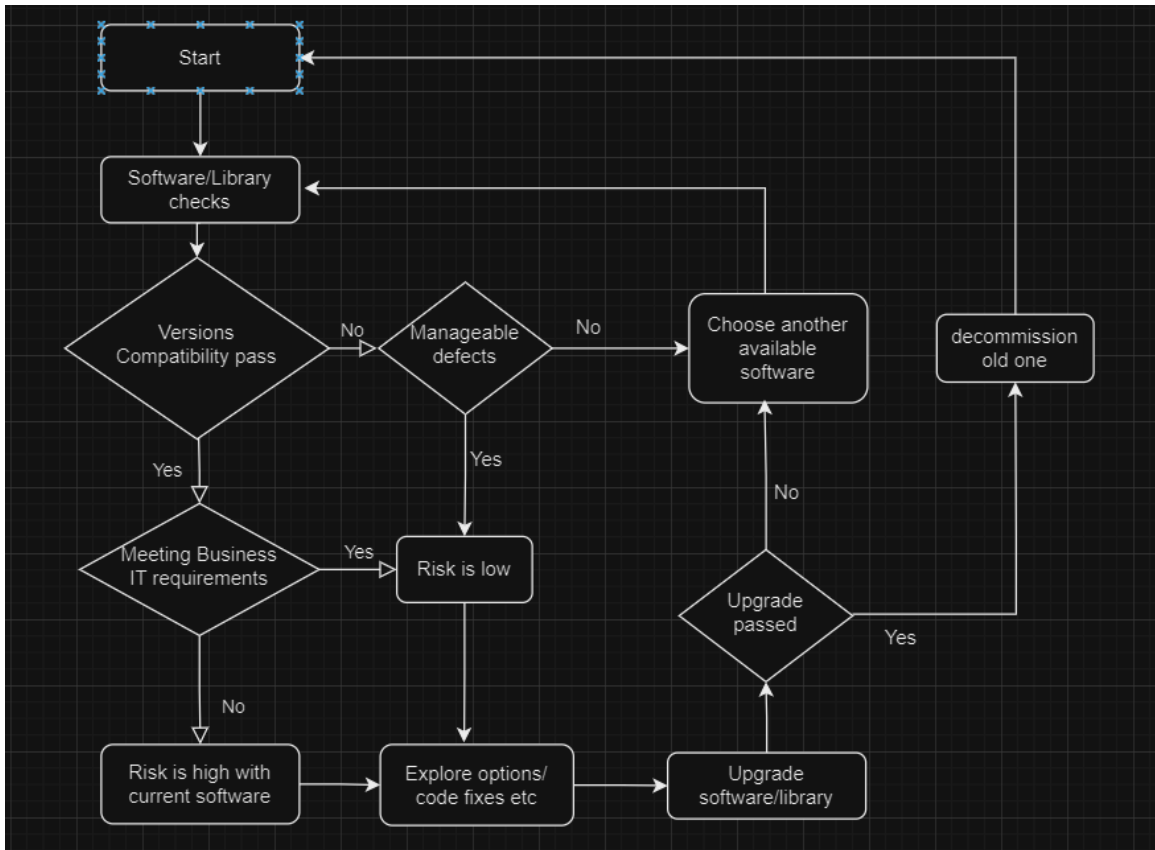 Start
Software/Library
checks
Versions
Compatibility pass
No
Manageable
defects
No
Choose another
available
software
decommission
old one
Yes
Yes
No
Meeting Business
IT requirements
Yes
Risk is low
Upgrade
passed
Yes
No
Risk is high with
current software
Explore options/
code fixes etc
Upgrade
software/library